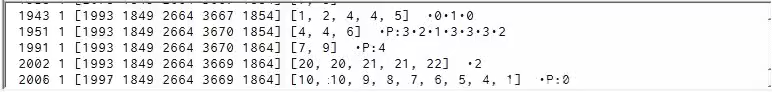 1943 1 [1993 1849 2664 3667 1854] [1, 2, 4, 4, 5] •0•1•0
1951 1 [1993 1849 2664 3670 1854] [4, 4, 6] •P:3•2•1•3•3•3•2
1991 1 [1993 1849 2664 3670 1864] [7, 9] •P:4
2002 1 [1993 1849 2664 3669 1864] [20, 20, 21, 21, 22] •2
2006 1 [1997 1849 2664 3669 1864] [10, 10, 9, 8, 7, 6, 5, 4, 1] •P:0